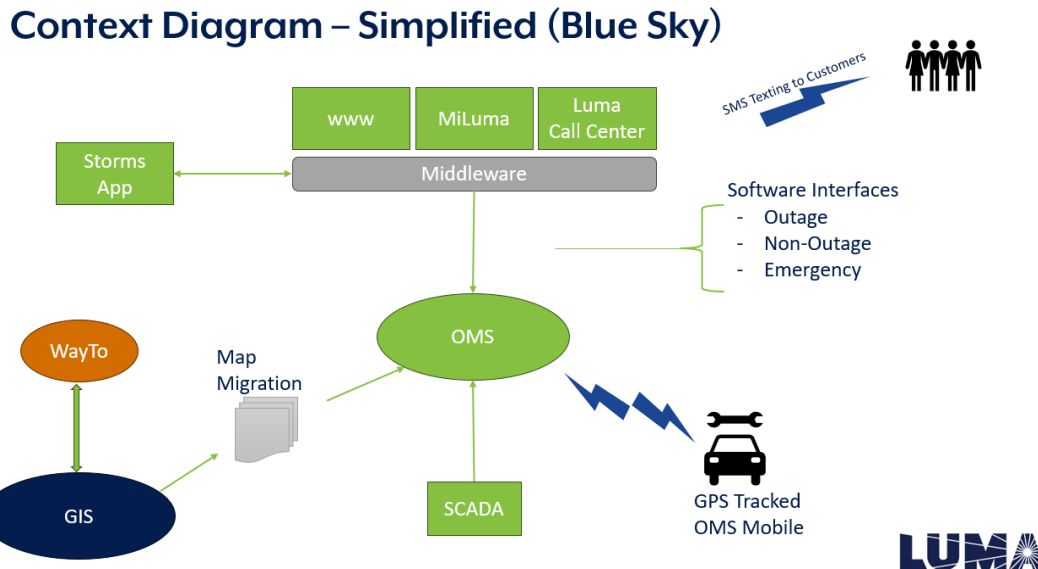 Context Diagram – Simplified (Blue Sky)
SMS Texting to Customers
www
MiLuma
Luma
Call Center
Storms
App
Middleware
Software Interfaces
- Outage
- Non-Outage
- Emergency
OMS
WayTo
Map
Migration
GIS
SCADA
GPS Tracked
OMS Mobile
LUMA